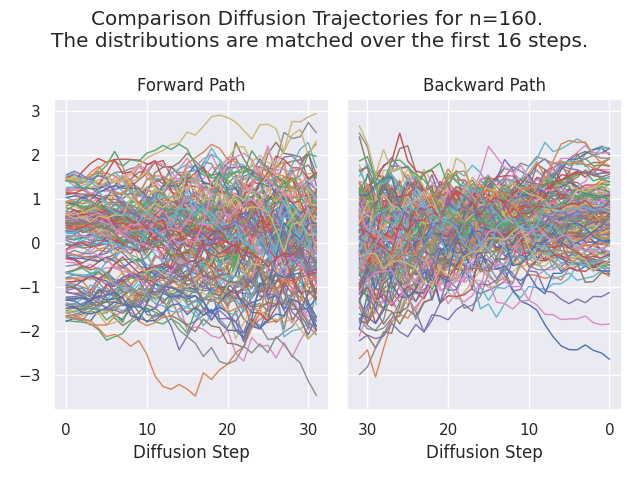 Comparison Diffusion Trajectories for n=160.
The distributions are matched over the first 16 steps.
Forward Path
Backward Path
3
2
1
0
−1
−2
−3
0 10 20 30
30 20 10 0
Diffusion Step
Diffusion Step